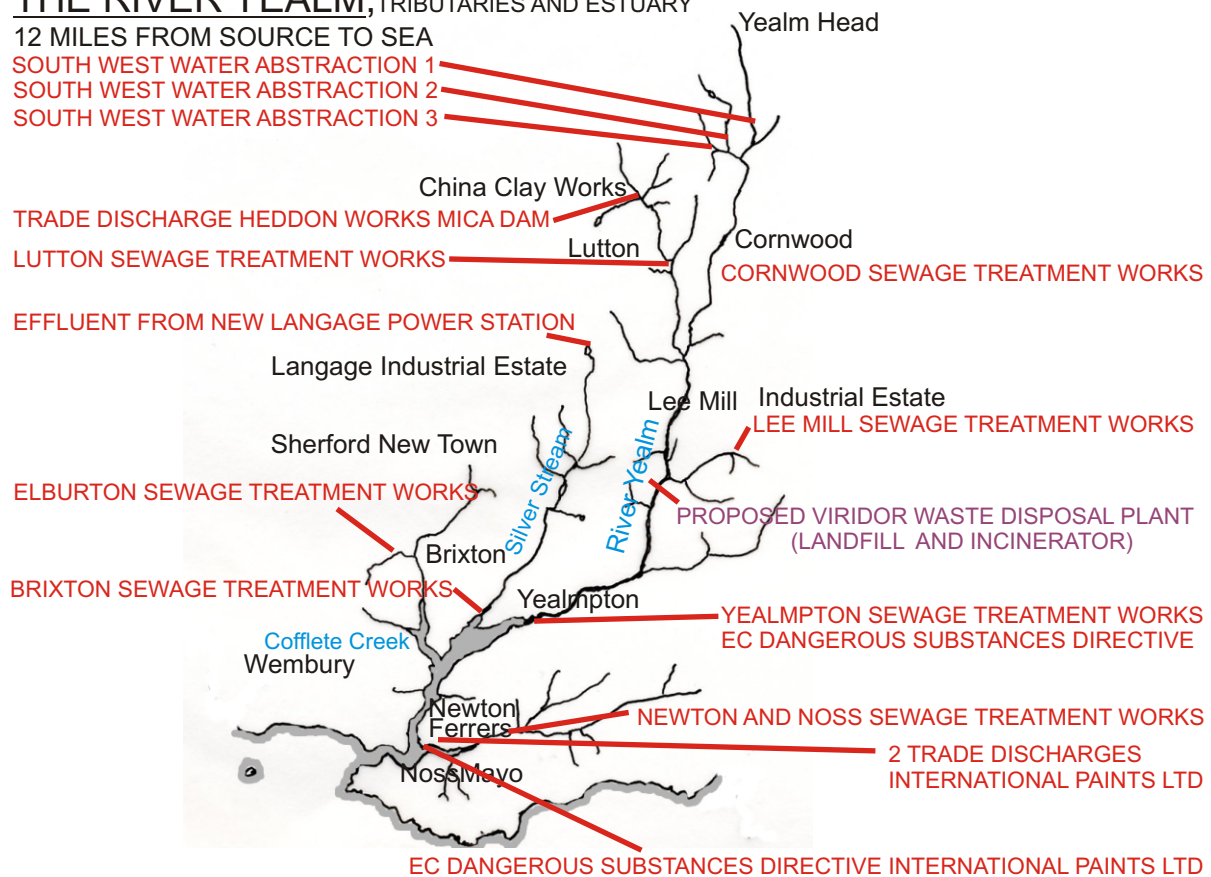 THE RIVER YEALM, TRIBUTARIES AND ESTUARY
12 MILES FROM SOURCE TO SEA
Yealm Head
SOUTH WEST WATER ABSTRACTION 1
SOUTH WEST WATER ABSTRACTION 2
SOUTH WEST WATER ABSTRACTION 3
China Clay Works
TRADE DISCHARGE HEDDON WORKS MICA DAM
Lutton
Cornwood
LUTTON SEWAGE TREATMENT WORKS
CORNWOOD SEWAGE TREATMENT WORKS
EFFLUENT FROM NEW LANGAGE POWER STATION
Langage Industrial Estate
Lee Mill Industrial Estate
LEE MILL SEWAGE TREATMENT WORKS
Sherford New Town
Silver Stream
River Yealm
ELBURTON SEWAGE TREATMENT WORKS
PROPOSED VIRIDOR WASTE DISPOSAL PLANT
(LANDFILL AND INCINERATOR)
Brixton
BRIXTON SEWAGE TREATMENT WORKS
Yealmpton
YEALMPTON SEWAGE TREATMENT WORKS
EC DANGEROUS SUBSTANCES DIRECTIVE
Cofflete Creek
Wembury
Newton
Ferrers
NEWTON AND NOSS SEWAGE TREATMENT WORKS
2 TRADE DISCHARGES
INTERNATIONAL PAINTS LTD
NossMayo
EC DANGEROUS SUBSTANCES DIRECTIVE INTERNATIONAL PAINTS LTD